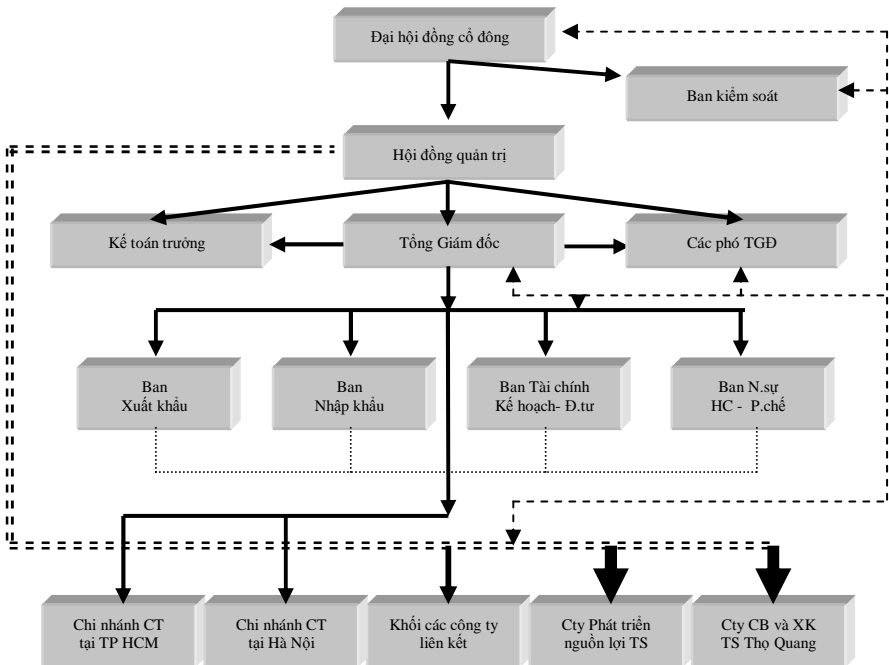 Đại hội đồng cổ đông
Ban kiểm soát
Hội đồng quản trị
Kế toán trưởng
Tổng Giám đốc
Các phó TGĐ
Ban
Xuất khẩu
Ban
Nhập khẩu
Ban Tài chính
Kế hoạch- Đ.tư
Ban N.sự
HC - P.chế
Chi nhánh CT
tại TP HCM
Chi nhánh CT
tại Hà Nội
Khối các công ty
liên kết
Cty Phát triển
nguồn lợi TS
Cty CB và XK
TS Thọ Quang